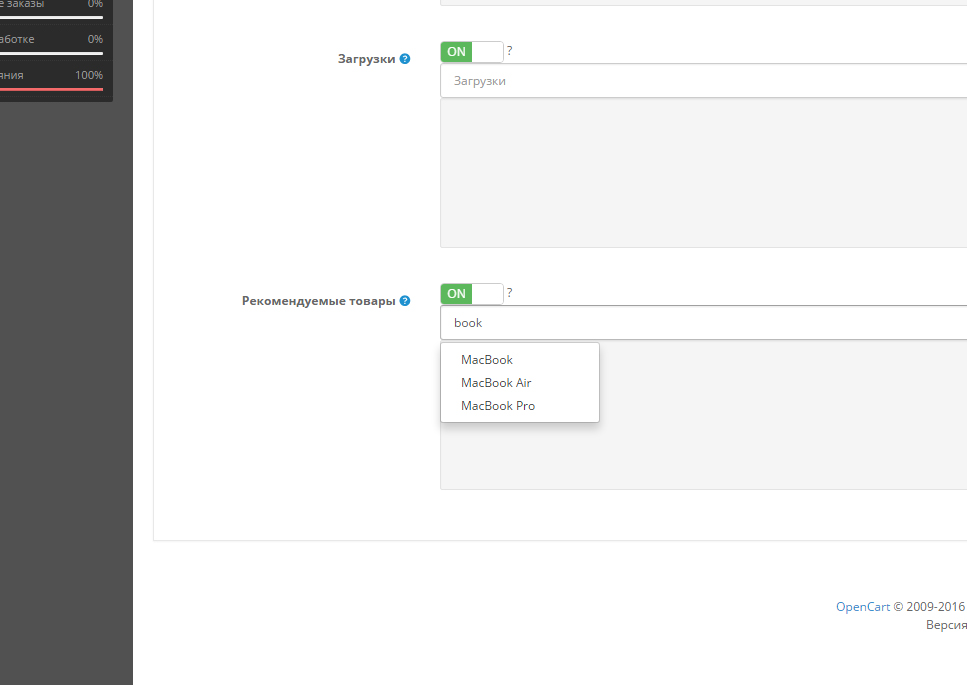 е заказы 0%
аботке 0%
яния 100%
Загрузки ? ON ?
Загрузки
Рекомендуемые товары ? ON ?
book
MacBook
MacBook Air
MacBook Pro
OpenCart © 2009-2016
Версия